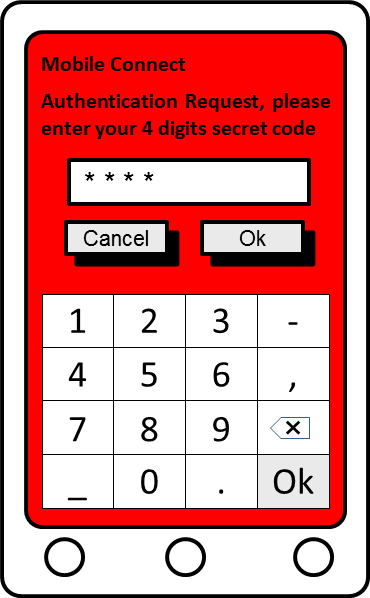 Mobile Connect
Authentication Request, please
enter your 4 digits secret code
* * * *
Cancel Ok
1 2 3 -
4 5 6 ,
7 8 9 ×
_ 0 . Ok